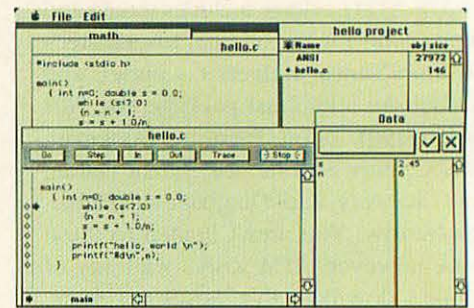 File Edit
math
hello.c
#include <stdio.h>
main()
{ int n=0; double s = 0.0;
while (s<7.0)
{n = n + 1;
s = s + 1.0/n;
hello project
Name obj size
ANSI 27972
hello.c 146
hello.c
Go Step In Out Trace Stop
main()
{ int n=0; double s = 0.0;
while (s<7.0)
{n = n + 1;
s = s + 1.0/n;
}
printf("hello, world \n");
printf("%d\n",n);
}
main
Data
s 2.45
n 6